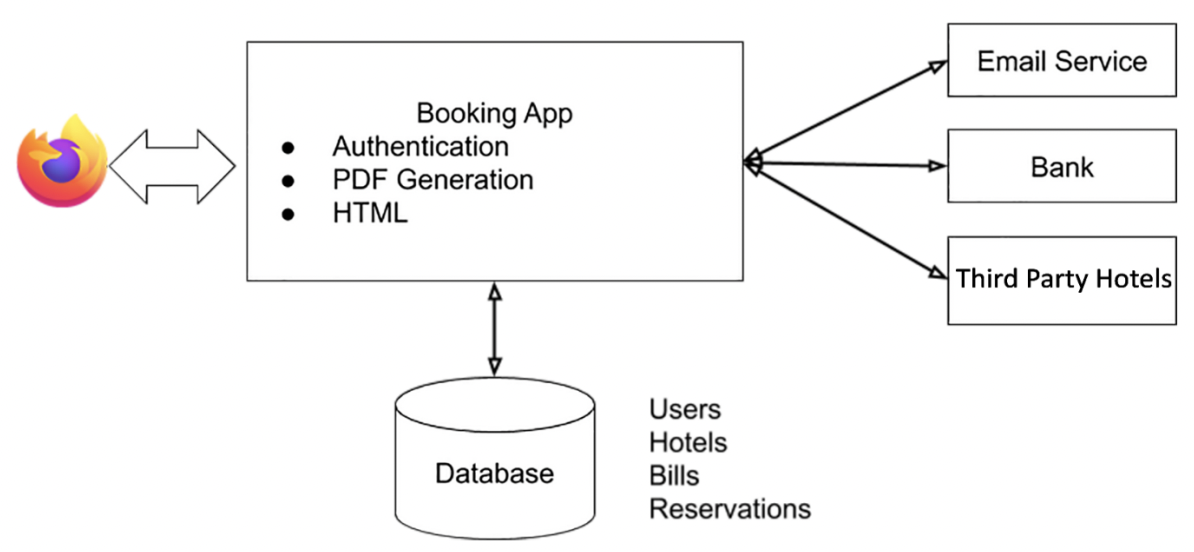 Booking App
Authentication
PDF Generation
HTML
Email Service
Bank
Third Party Hotels
Database
Users
Hotels
Bills
Reservations